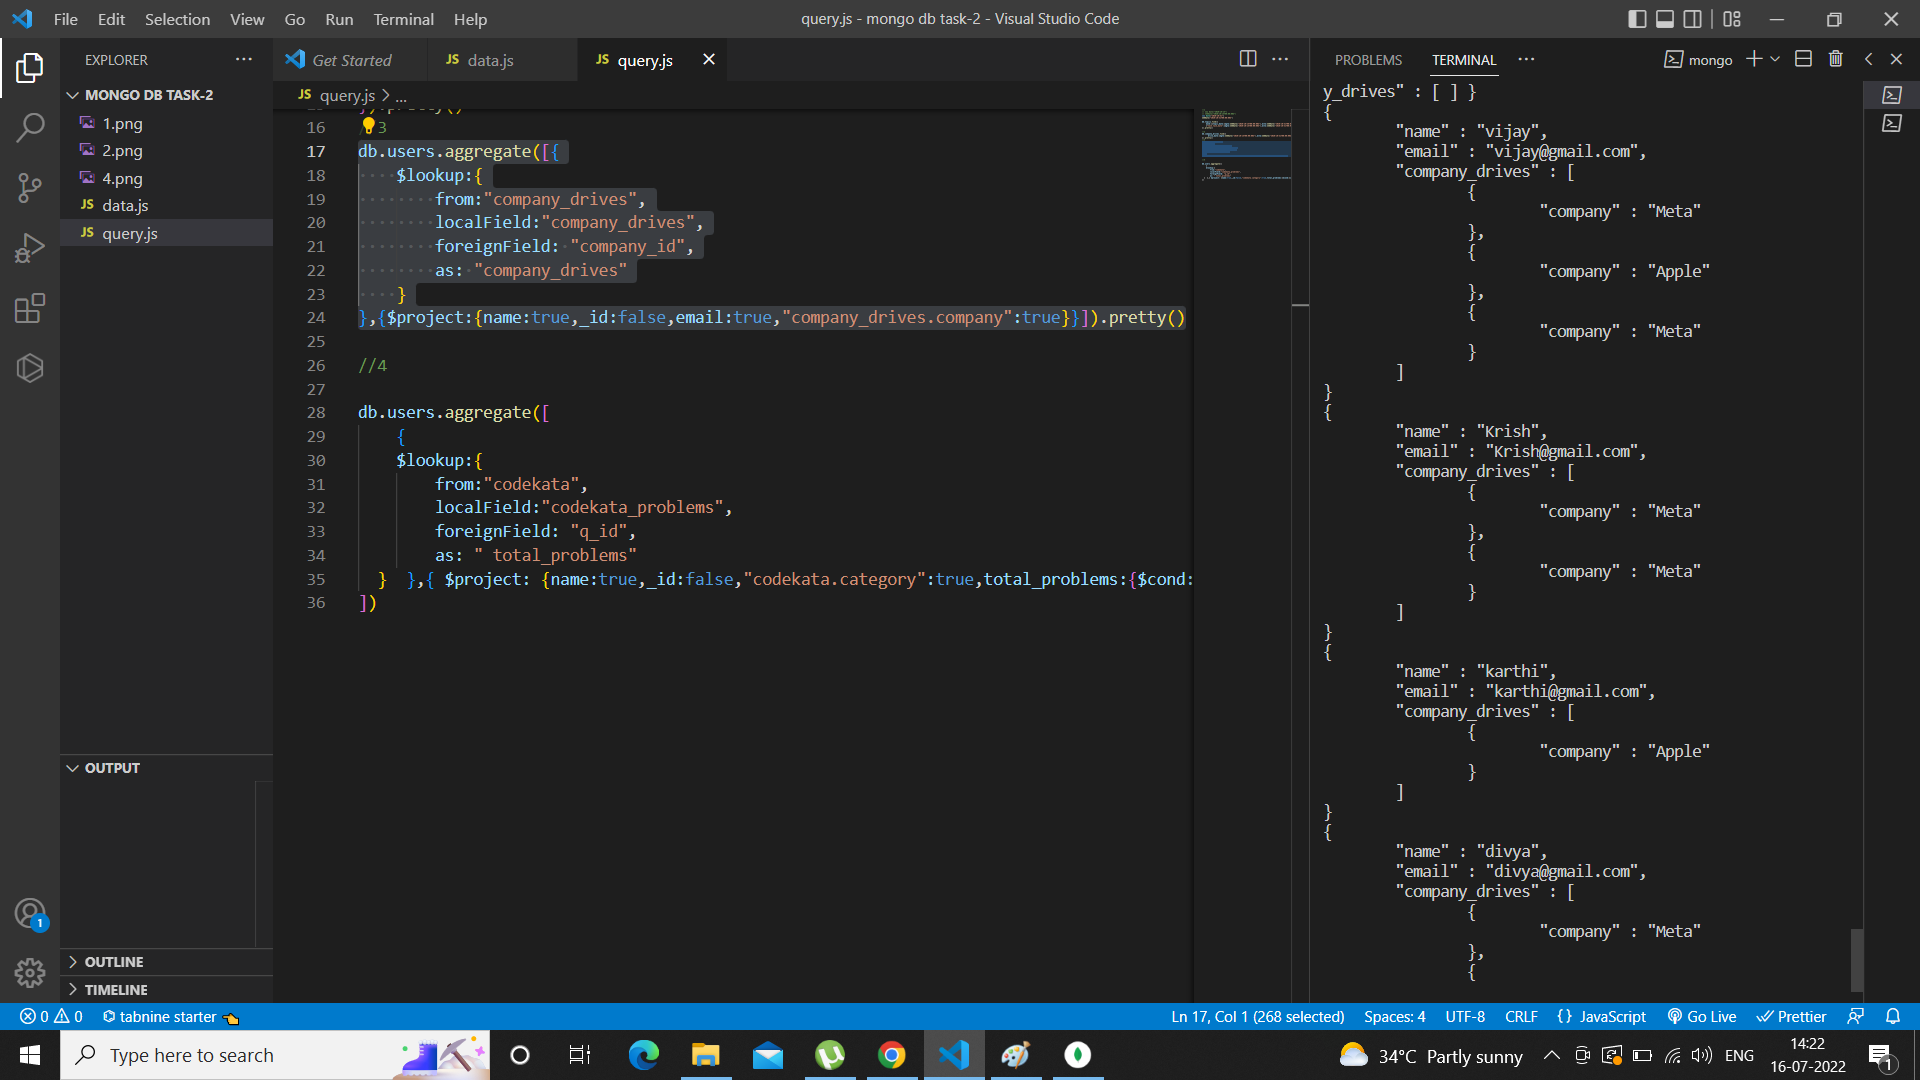 File Edit Selection View Go Run Terminal Help
query.js - mongo db task-2 - Visual Studio Code
EXPLORER
MONGO DB TASK-2
1.png
2.png
4.png
JS data.js
JS query.js
OUTPUT
OUTLINE
TIMELINE
Get Started
JS data.js
JS query.js
JS query.js > ...
16
3
17 db.users.aggregate([{
18 $lookup:{
19 from:"company_drives",
20 localField:"company_drives",
21 foreignField: "company_id",
22 as: "company_drives"
23 }
24 },{$project:{name:true,_id:false,email:true,"company_drives.company":true}}]).pretty()
25
26 //4
27
28 db.users.aggregate([
29 {
30 $lookup:{
31 from:"codekata",
32 localField:"codekata_problems",
33 foreignField: "q_id",
34 as: " total_problems"
35 } },{ $project: {name:true,_id:false,"codekata.category":true,total_problems:{$cond:
36 ])
PROBLEMS TERMINAL
mongo
y_drives" : [ ] }
{
"name" : "vijay",
"email" : "vijay@gmail.com",
"company_drives" : [
{
"company" : "Meta"
},
{
"company" : "Apple"
},
{
"company" : "Meta"
}
]
}
{
"name" : "Krish",
"email" : "Krish@gmail.com",
"company_drives" : [
{
"company" : "Meta"
},
{
"company" : "Meta"
}
]
}
{
"name" : "karthi",
"email" : "karthi@gmail.com",
"company_drives" : [
{
"company" : "Apple"
}
]
}
{
"name" : "divya",
"email" : "divya@gmail.com",
"company_drives" : [
{
"company" : "Meta"
},
{
1
0 0 tabnine starter
Ln 17, Col 1 (268 selected) Spaces: 4 UTF-8 CRLF {} JavaScript Go Live Prettier
Type here to search
34°C Partly sunny
ENG
14:22
16-07-2022
1